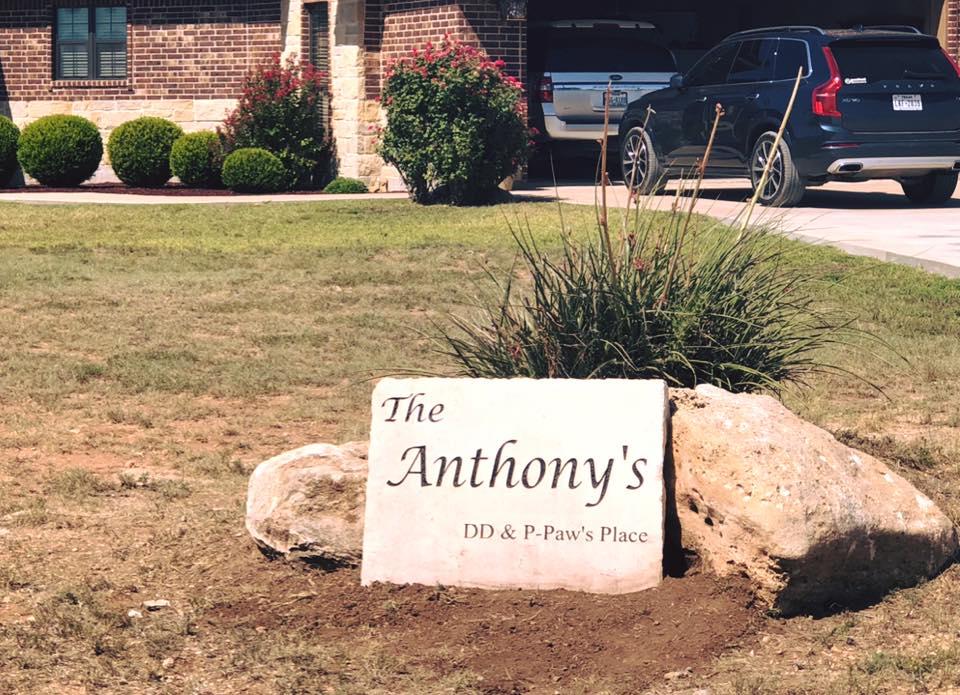 The
Anthony's
DD & P-Paw's Place